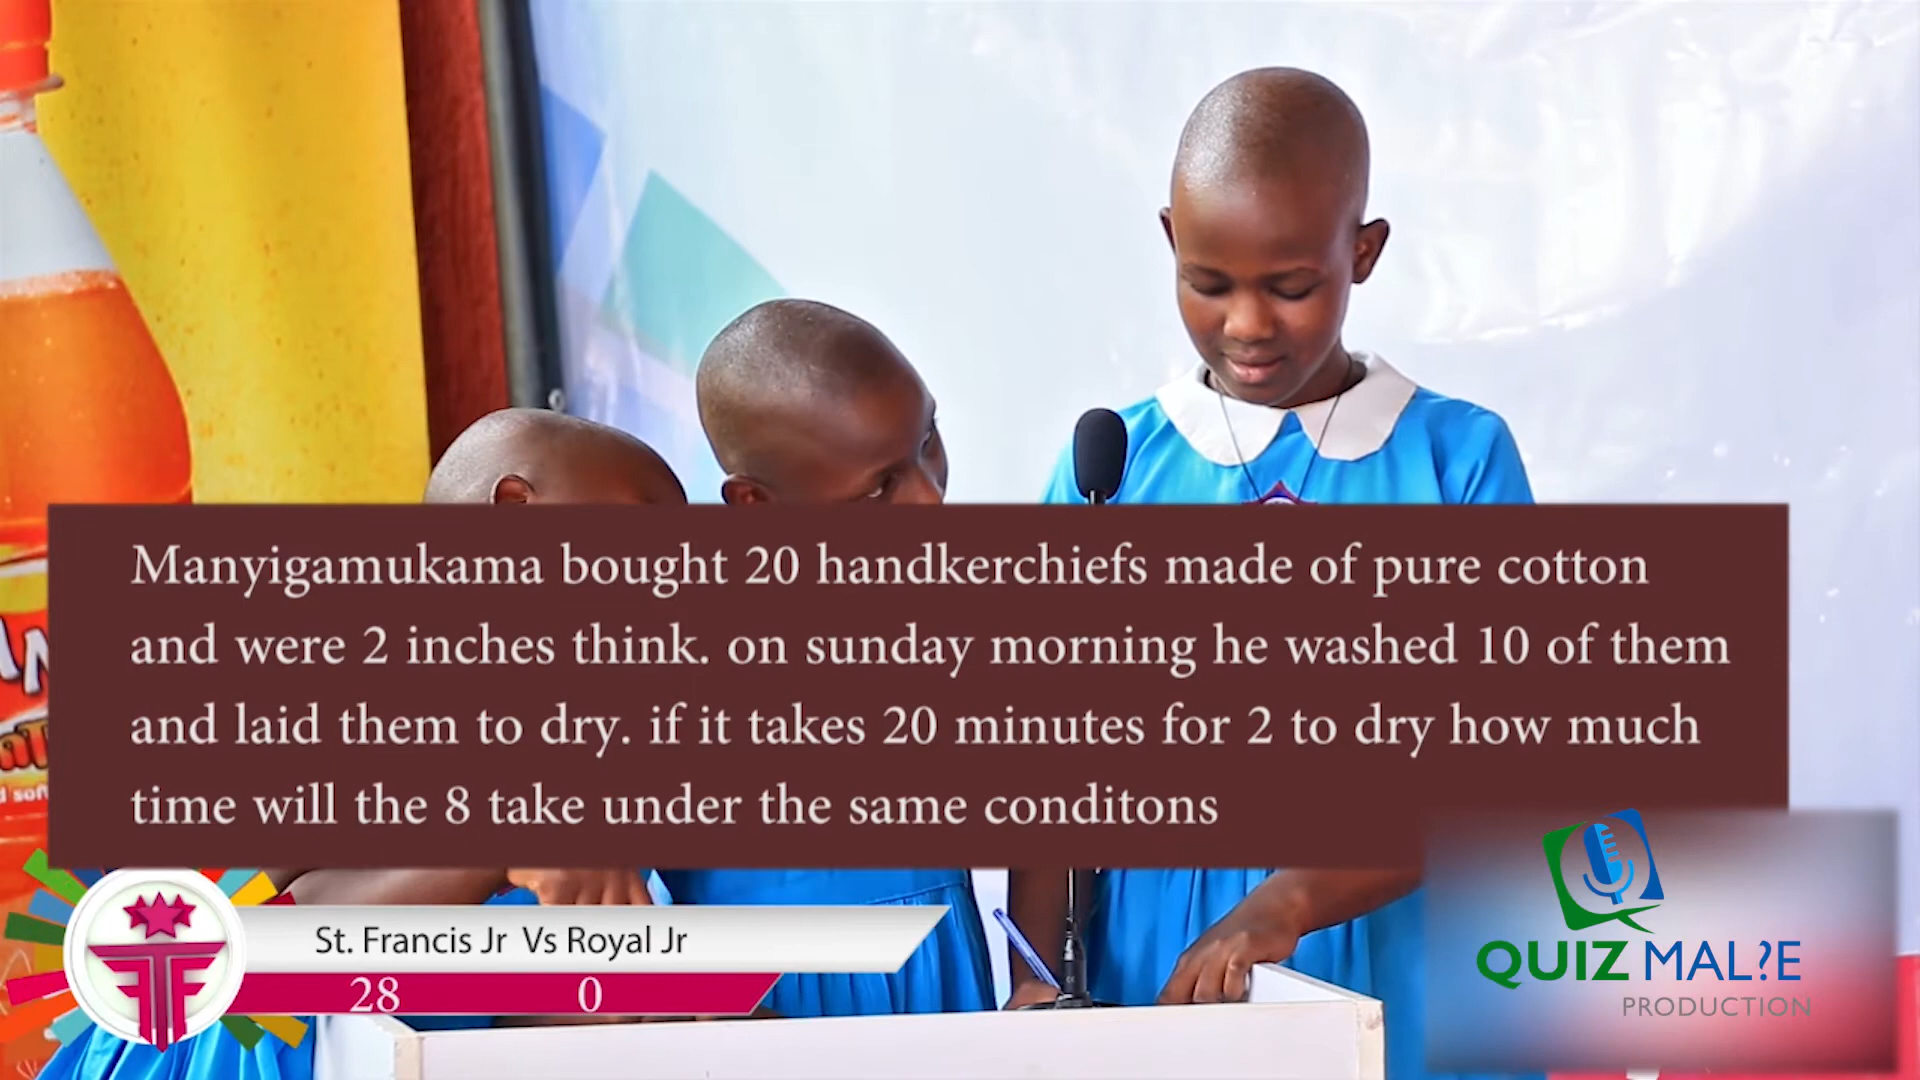 Manyigamukama bought 20 handkerchiefs made of pure cotton
and were 2 inches think. on sunday morning he washed 10 of them
and laid them to dry. if it takes 20 minutes for 2 to dry how much
time will the 8 take under the same conditons
St. Francis Jr Vs Royal Jr
28 0
QUIZ MAL?E
PRODUCTION